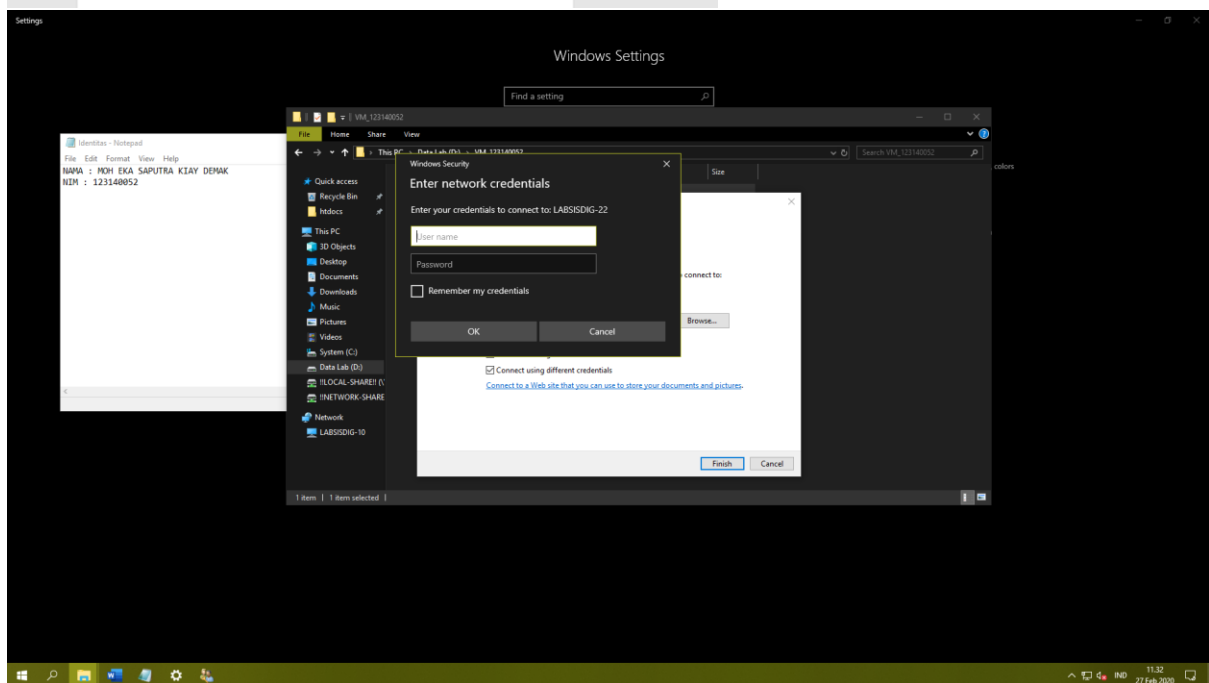 Settings
Windows Settings
Find a setting
VM_123140052
File Home Share View
This PC > Data Lab (D:) > VM_123140052
Search VM_123140052
Size
colors
Identitas - Notepad
File Edit Format View Help
NAMA : MOH EKA SAPUTRA KIAY DEMAK
NIM : 123140052
Quick access
Recycle Bin
htdocs
This PC
3D Objects
Desktop
Documents
Downloads
Music
Pictures
Videos
System (C:)
Data Lab (D:)
!!LOCAL-SHARE!! (\
!!NETWORK-SHARE
Network
LABSISDIG-10
Windows Security
Enter network credentials
Enter your credentials to connect to: LABSISDIG-22
User name
Password
Remember my credentials
OK Cancel
connect to:
Browse...
Connect using different credentials
Connect to a Web site that you can use to store your documents and pictures.
Finish Cancel
1 item 1 item selected
IND
11.32
27 Feb 2020